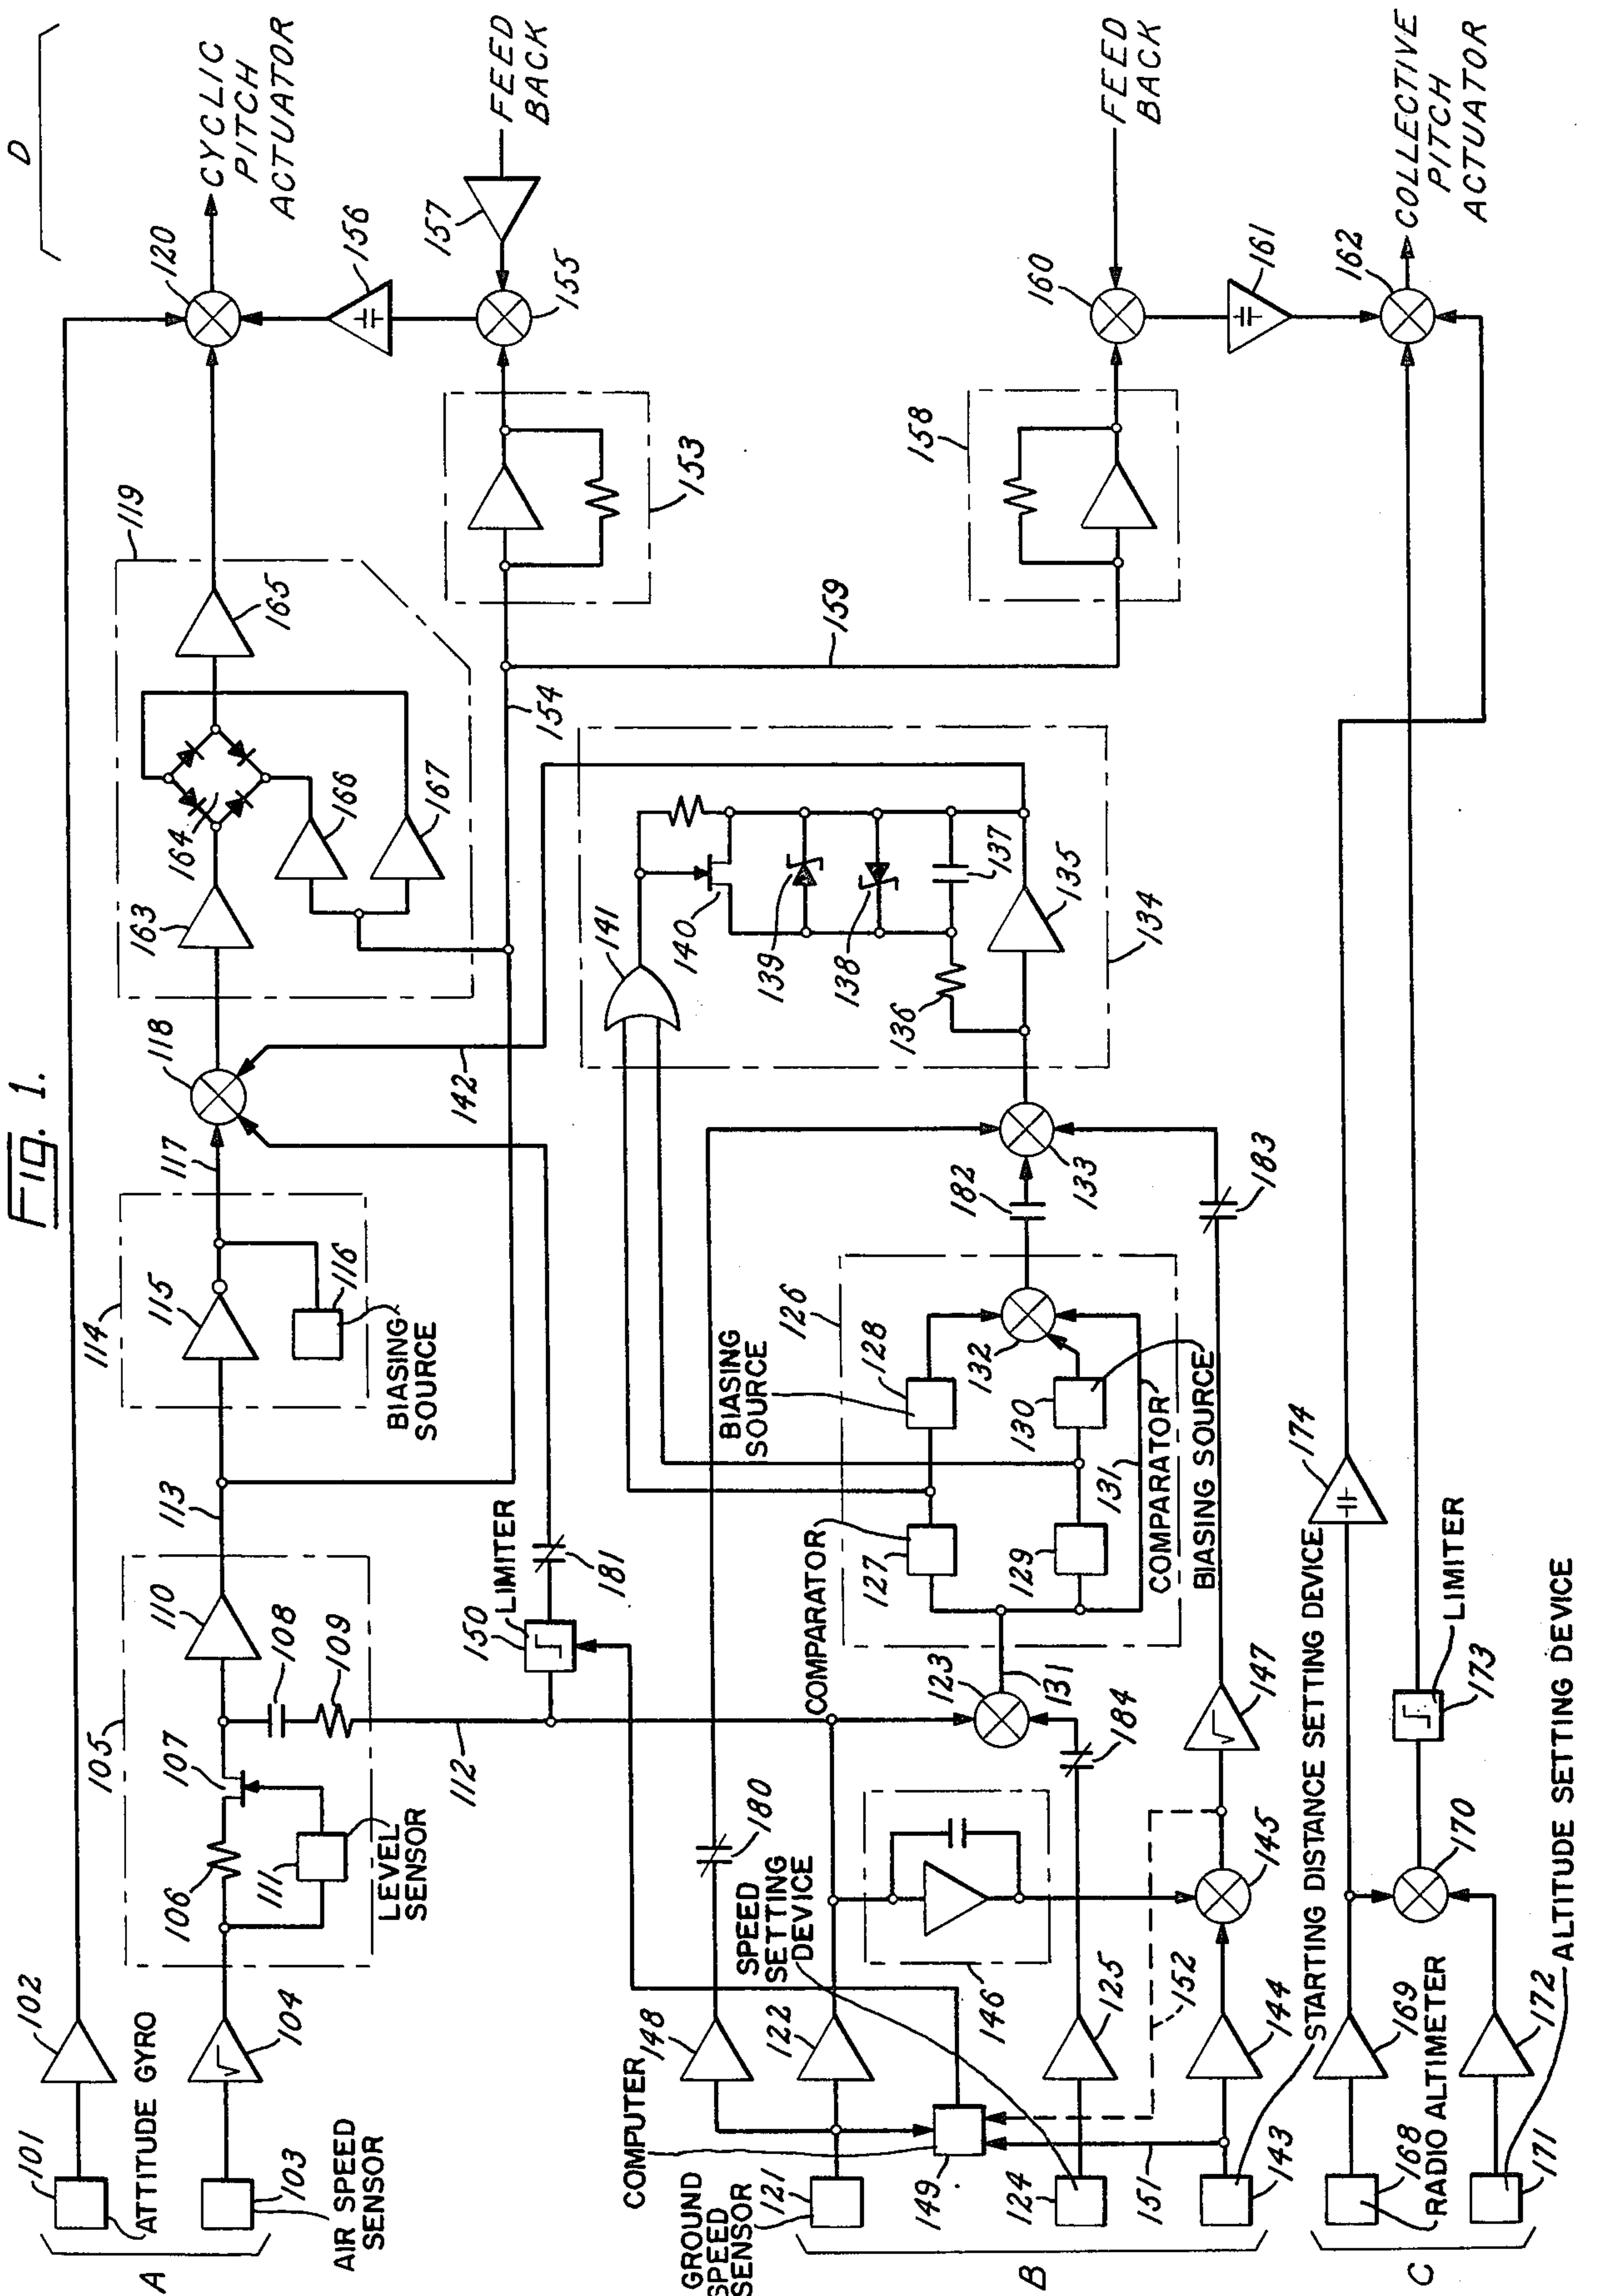 Fig. 1.
A
101
102
ATTITUDE GYRO
103
AIR SPEED
SENSOR
104
105
106
107
108
109
110
111
LEVEL
SENSOR
112
113
114
115
116
BIASING
SOURCE
117
118
119
163
164
165
166
167
120
D
CYCLIC
PITCH
ACTUATOR
156
157
FEED
BACK
155
153
154
159
142
150
LIMITER
181
180
141
140
139
138
137
136
135
134
158
160
FEED
BACK
161
162
COLLECTIVE
PITCH
ACTUATOR
B
GROUND
SPEED
SENSOR
121
COMPUTER
148
122
149
SPEED
SETTING
DEVICE
124
125
146
123
131
184
COMPARATOR
127
129
BIASING
SOURCE
128
126
130
131
132
COMPARATOR
BIASING SOURCE
182
133
183
151
152
143
144
145
147
STARTING DISTANCE SETTING DEVICE
C
168
RADIO ALTIMETER
169
170
171
172
ALTITUDE SETTING DEVICE
173
LIMITER
174